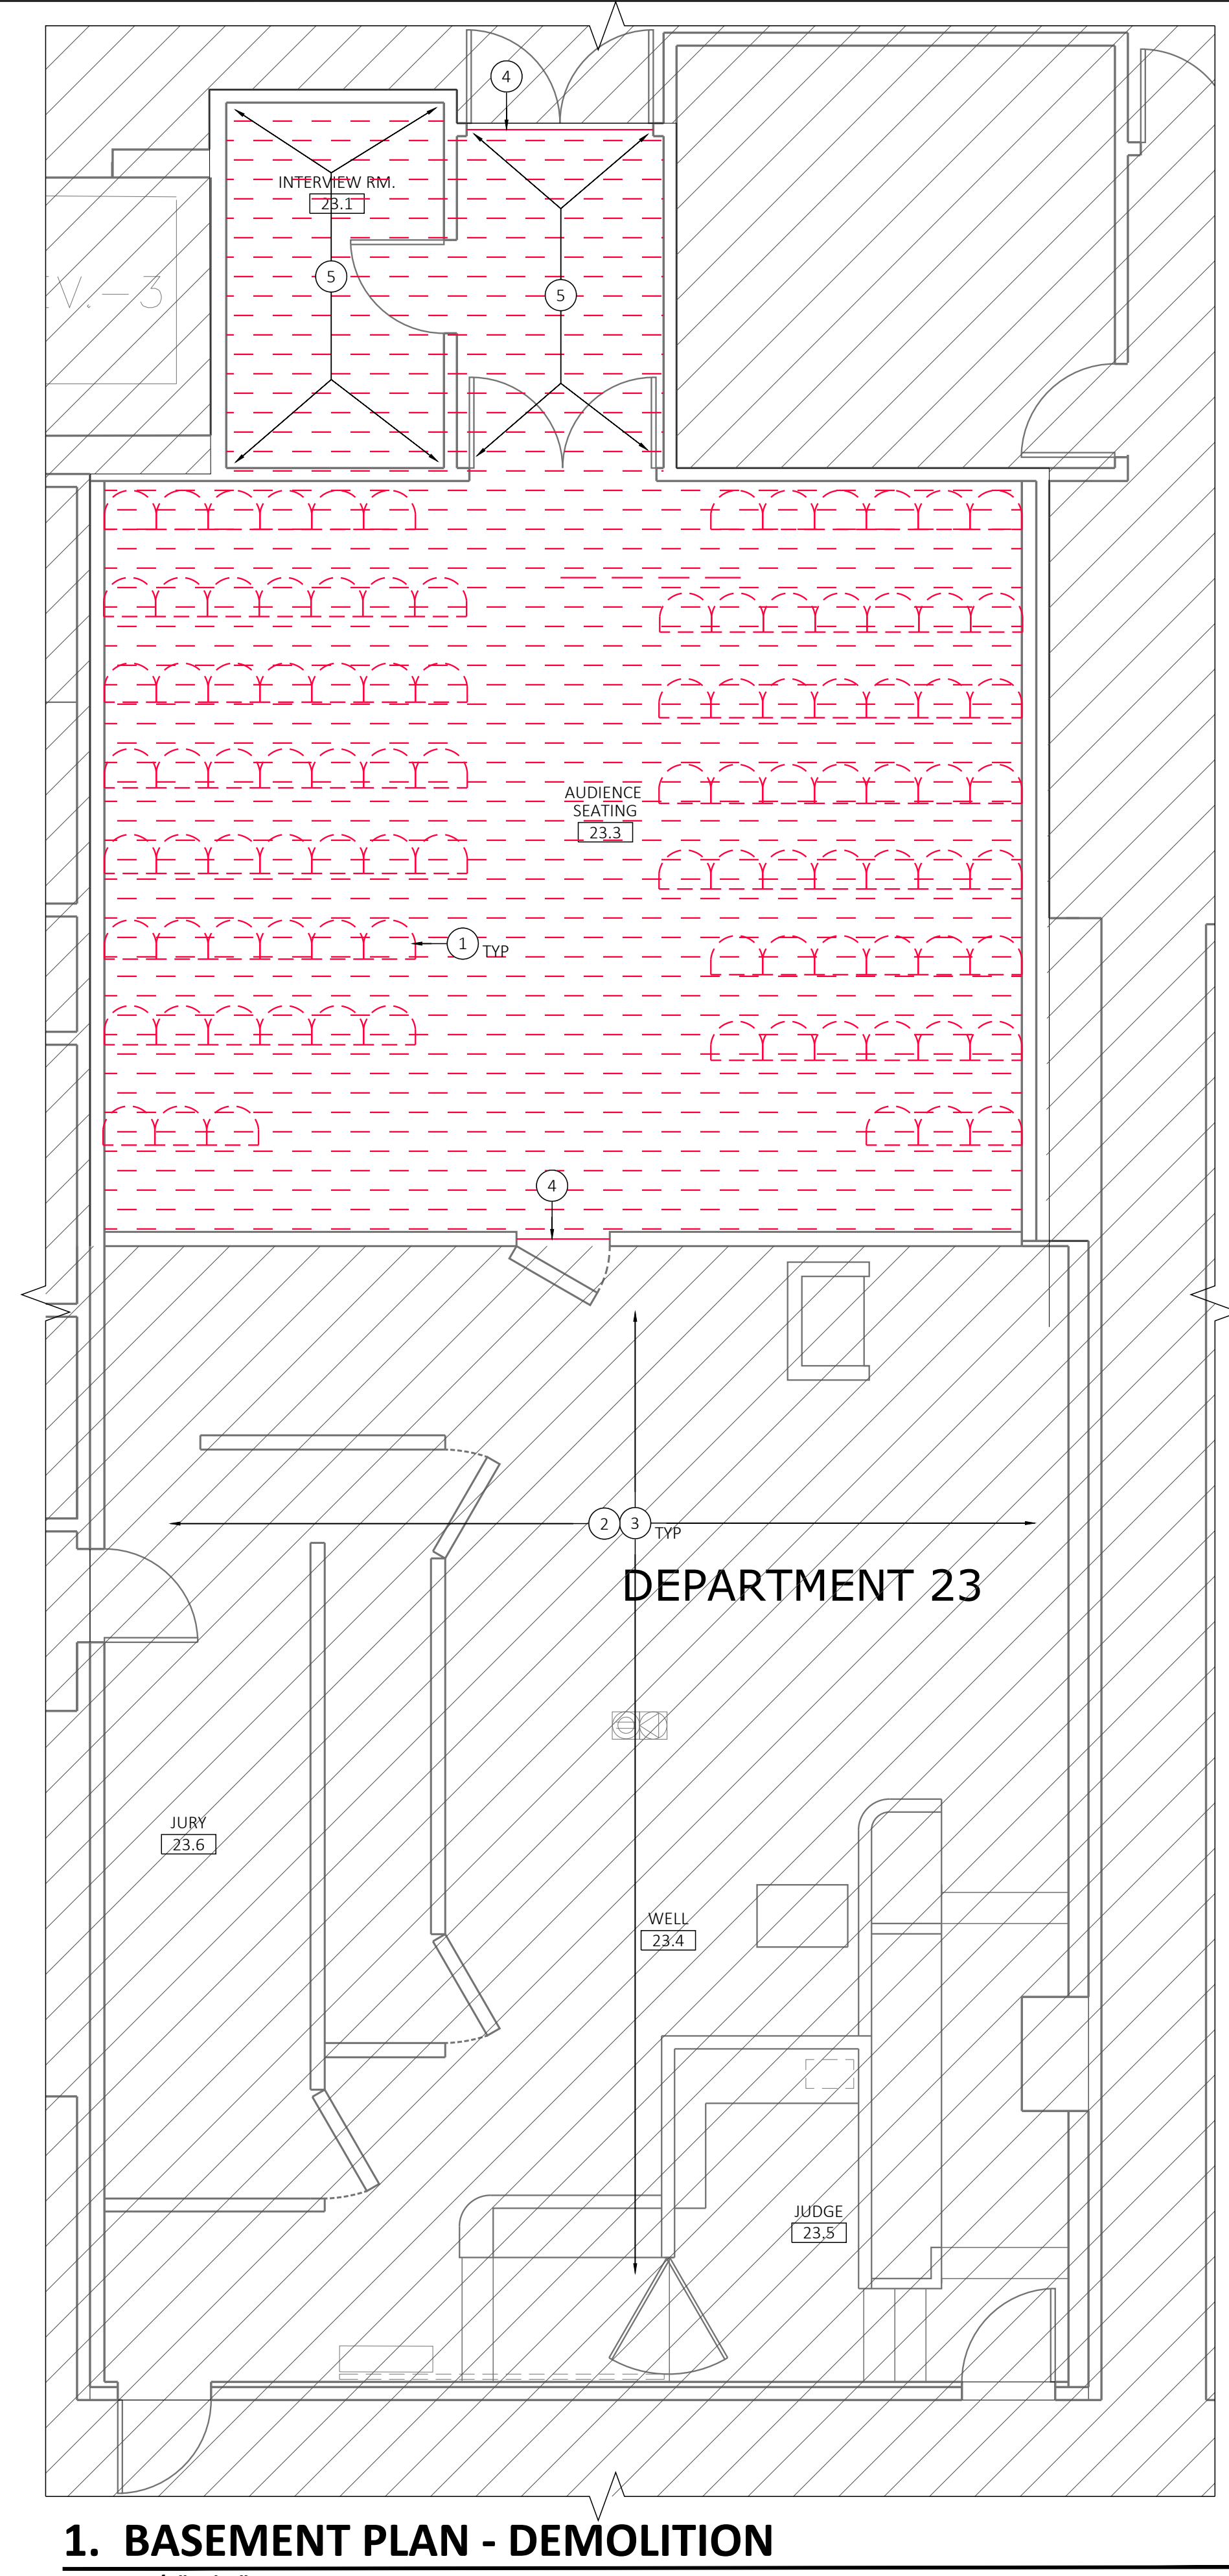 4
INTERVIEW RM.
23.1
V.-3
5
5
AUDIENCE
SEATING
23.3
1 TYP
4
2 3 TYP
DEPARTMENT 23
JURY
23.6
WELL
23.4
JUDGE
23.5
1. BASEMENT PLAN - DEMOLITION